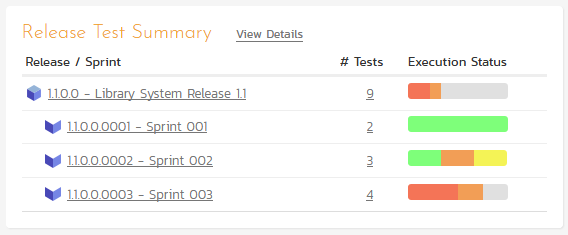 Release Test Summary View Details
Release / Sprint # Tests Execution Status
1.1.0.0 - Library System Release 1.1 9
1.1.0.0.0001 - Sprint 001 2
1.1.0.0.0002 - Sprint 002 3
1.1.0.0.0003 - Sprint 003 4